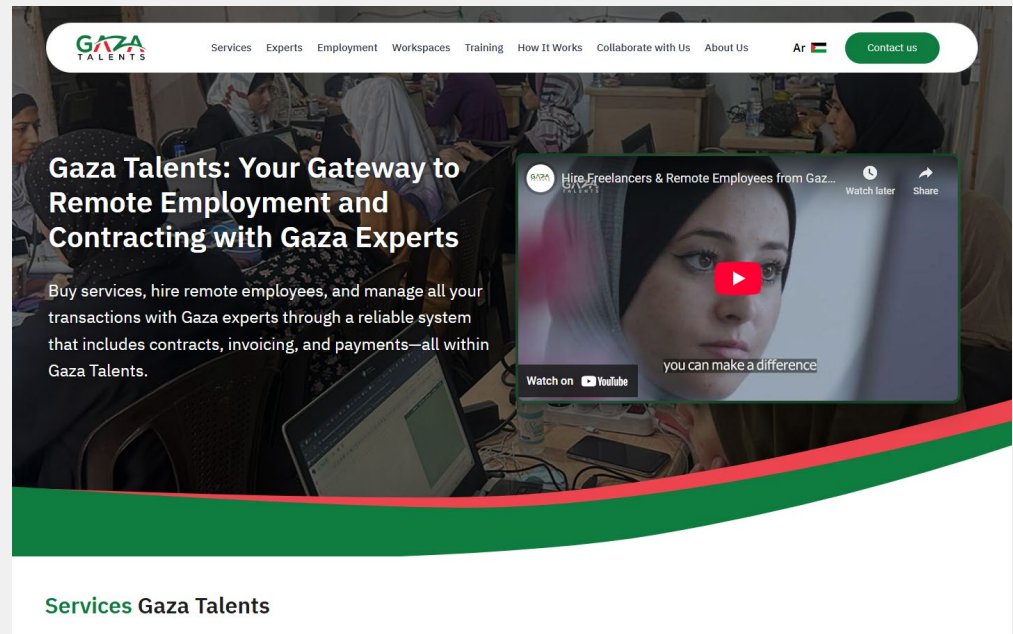 GAZA
TALENTS
Services Experts Employment Workspaces Training How It Works Collaborate with Us About Us Ar Contact us
Gaza Talents: Your Gateway to
Remote Employment and
Contracting with Gaza Experts
Buy services, hire remote employees, and manage all your
transactions with Gaza experts through a reliable system
that includes contracts, invoicing, and payments—all within
Gaza Talents.
GAZA
Hire Freelancers & Remote Employees from Gaz...
GAZA
TALENTS
Watch later
Share
you can make a difference
Watch on YouTube
Services Gaza Talents